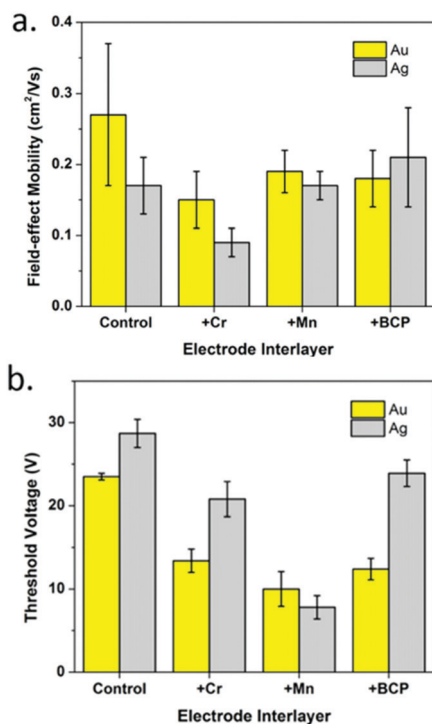 a.
Field-effect Mobility (cm²/Vs)
0.4
0.3
0.2
0.1
0.0
Au
Ag
Control +Cr +Mn +BCP
Electrode Interlayer
b.
Threshold Voltage (V)
30
20
10
0
Au
Ag
Control +Cr +Mn +BCP
Electrode Interlayer